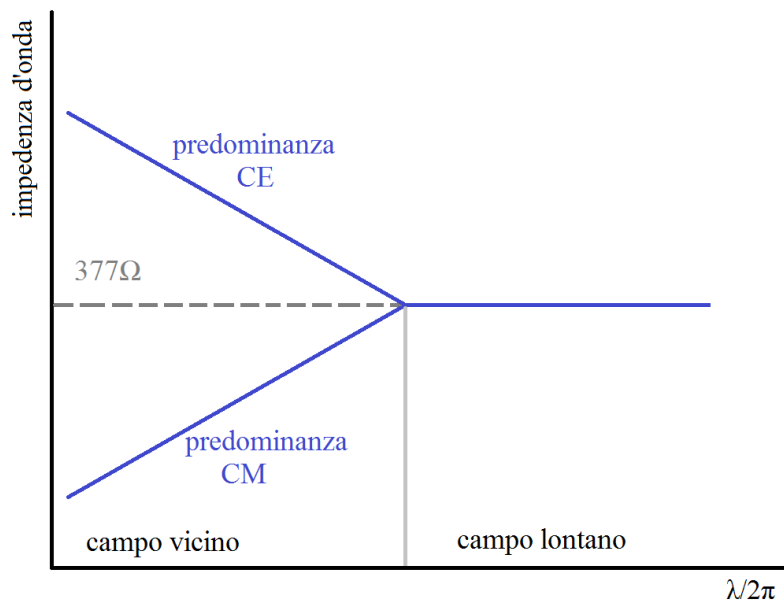 impedenza d'onda
predominanza
CE
377Ω
predominanza
CM
campo vicino
campo lontano
λ/2π